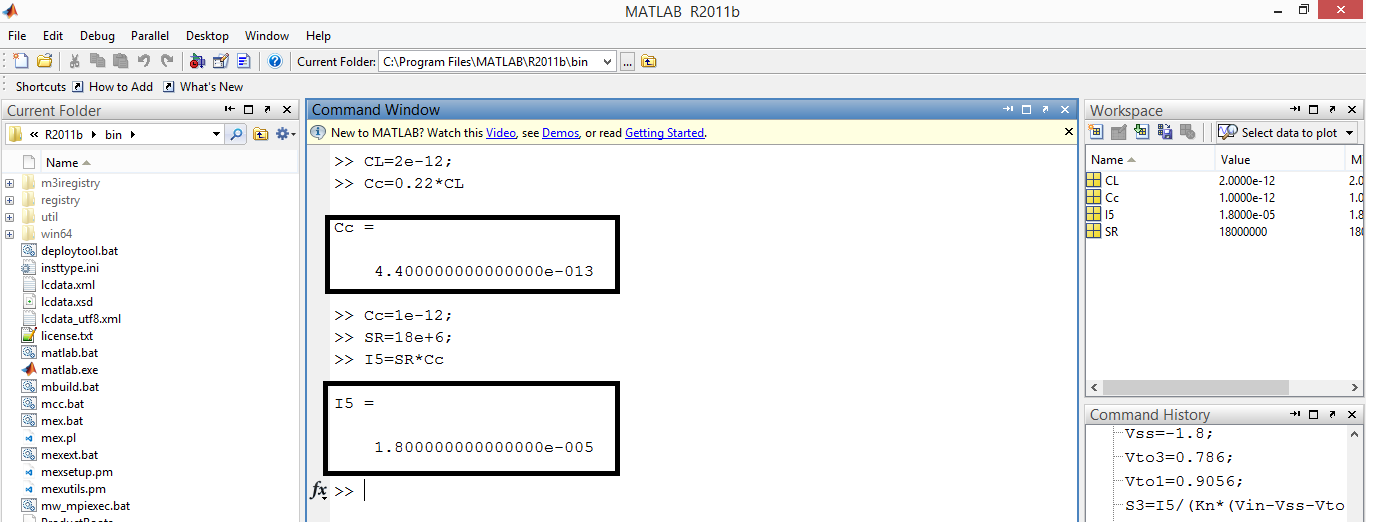 MATLAB R2011b
File Edit Debug Parallel Desktop Window Help
Current Folder: C:\Program Files\MATLAB\R2011b\bin ...
Shortcuts How to Add What's New
Current Folder
« R2011b bin
Name
m3iregistry
registry
util
win64
deploytool.bat
insttype.ini
lcdata.xml
lcdata.xsd
lcdata_utf8.xml
license.txt
matlab.bat
matlab.exe
mbuild.bat
mcc.bat
mex.bat
mex.pl
mexext.bat
mexsetup.pm
mexutils.pm
mw_mpiexec.bat
Command Window
New to MATLAB? Watch this Video, see Demos, or read Getting Started.
>> CL=2e-12;
>> Cc=0.22*CL
Cc =
4.400000000000000e-013
>> Cc=1e-12;
>> SR=18e+6;
>> I5=SR*Cc
I5 =
1.800000000000000e-005
fx >>
Workspace
Select data to plot
Name Value M
CL 2.0000e-12 2.0
Cc 1.0000e-12 1.0
I5 1.8000e-05 1.8
SR 18000000 180
Command History
Vss=-1.8;
Vto3=0.786;
Vto1=0.9056;
S3=I5/(Kn*(Vin-Vss-Vto